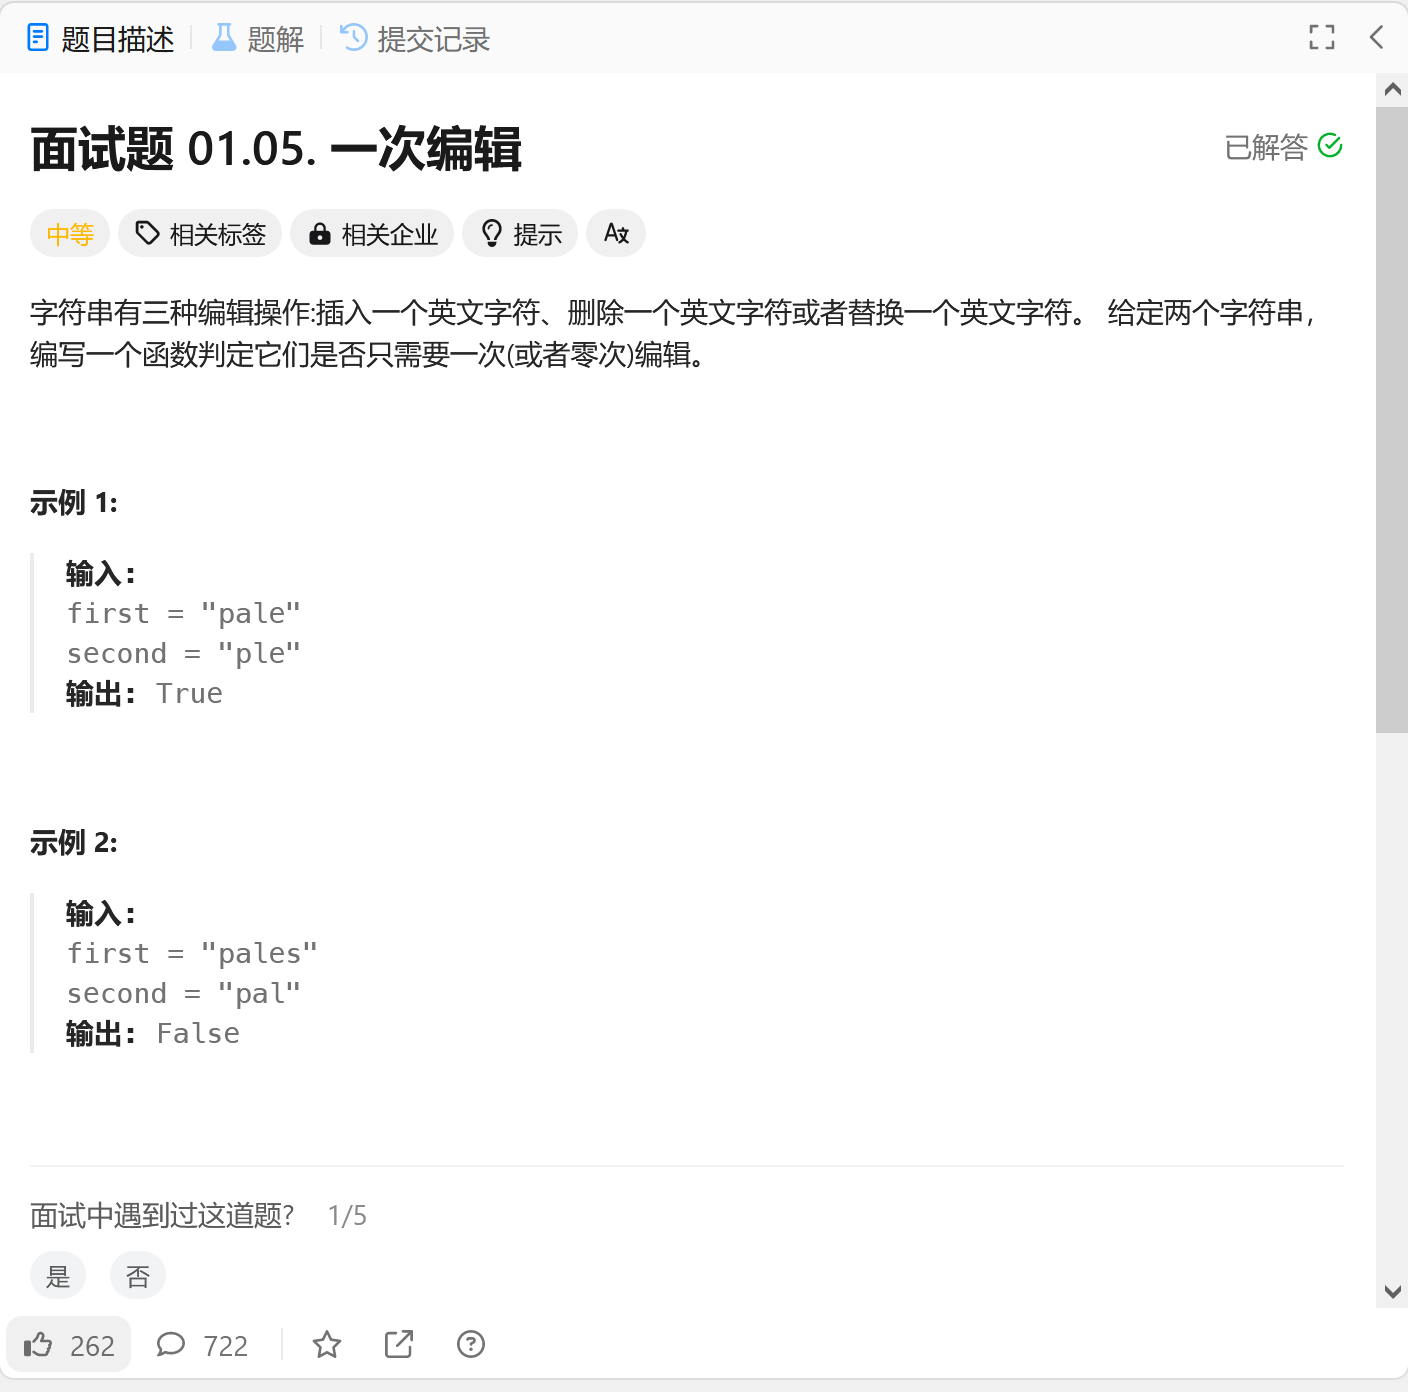 题目描述 题解 提交记录
面试题 01.05. 一次编辑
已解答
中等 相关标签 相关企业 提示 A文
字符串有三种编辑操作:插入一个英文字符、删除一个英文字符或者替换一个英文字符。 给定两个字符串，
编写一个函数判定它们是否只需要一次(或者零次)编辑。
示例 1:
输入：
first = "pale"
second = "ple"
输出： True
示例 2:
输入：
first = "pales"
second = "pal"
输出： False
面试中遇到过这道题? 1/5
是 否
262 722